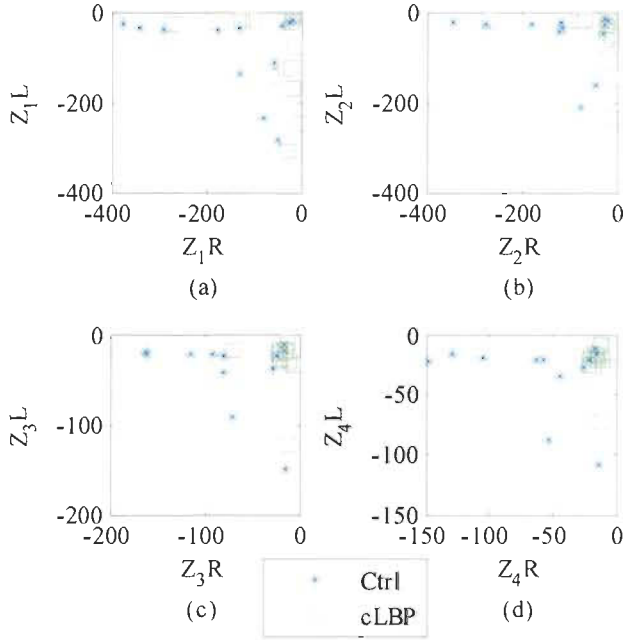 0
-200
-400
Z1L
-400 -200 0
Z1R
(a)
0
-200
-400
Z2L
-400 -200 0
Z2R
(b)
0
-100
-200
Z3L
-200 -100 0
Z3R
(c)
0
-50
-100
-150
Z4L
-150 -100 -50 0
Z4R
(d)
Ctrl
cLBP